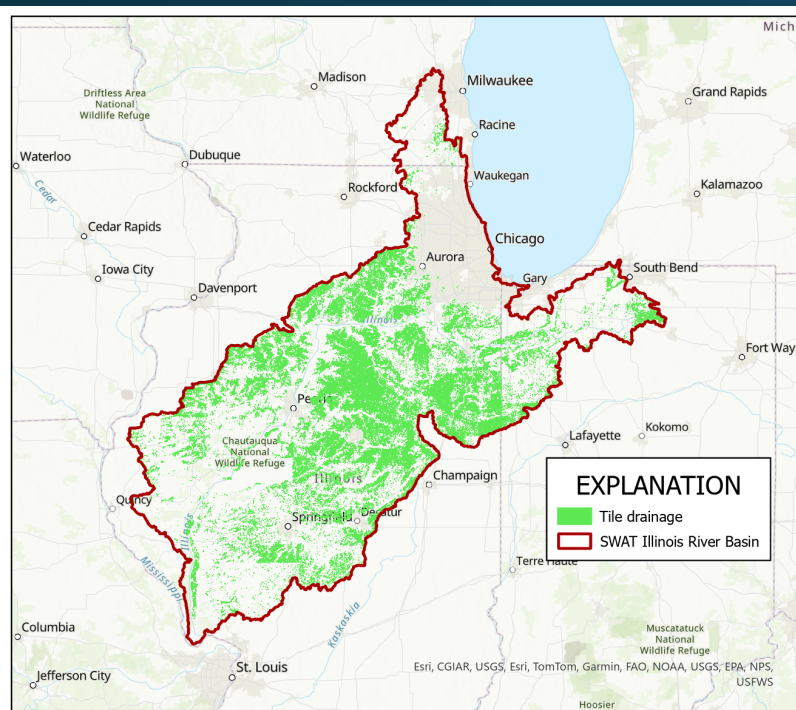 Mich
Madison
Milwaukee
Driftless Area
National
Wildlife Refuge
Grand Rapids
Racine
Waterloo
Dubuque
Waukegan
Rockford
Kalamazoo
Cedar
Cedar Rapids
Chicago
Aurora
Iowa City
Gary
South Bend
Davenport
Illinois
Fort Way
Pe
Kokomo
Lafayette
Chautauqua
National
Wildlife Refuge
Illinois
Champaign
EXPLANATION
Quincy
Tile drainage
Springfield
Decatur
Illinois
SWAT Illinois River Basin
Mississippi
Terre Haute
Kaskaskia
Columbia
Muscatatuck
National
Wildlife Refuge
St. Louis
Esri, CGIAR, USGS, Esri, TomTom, Garmin, FAO, NOAA, USGS, EPA, NPS,
USFWS
Jefferson City
Hoosier